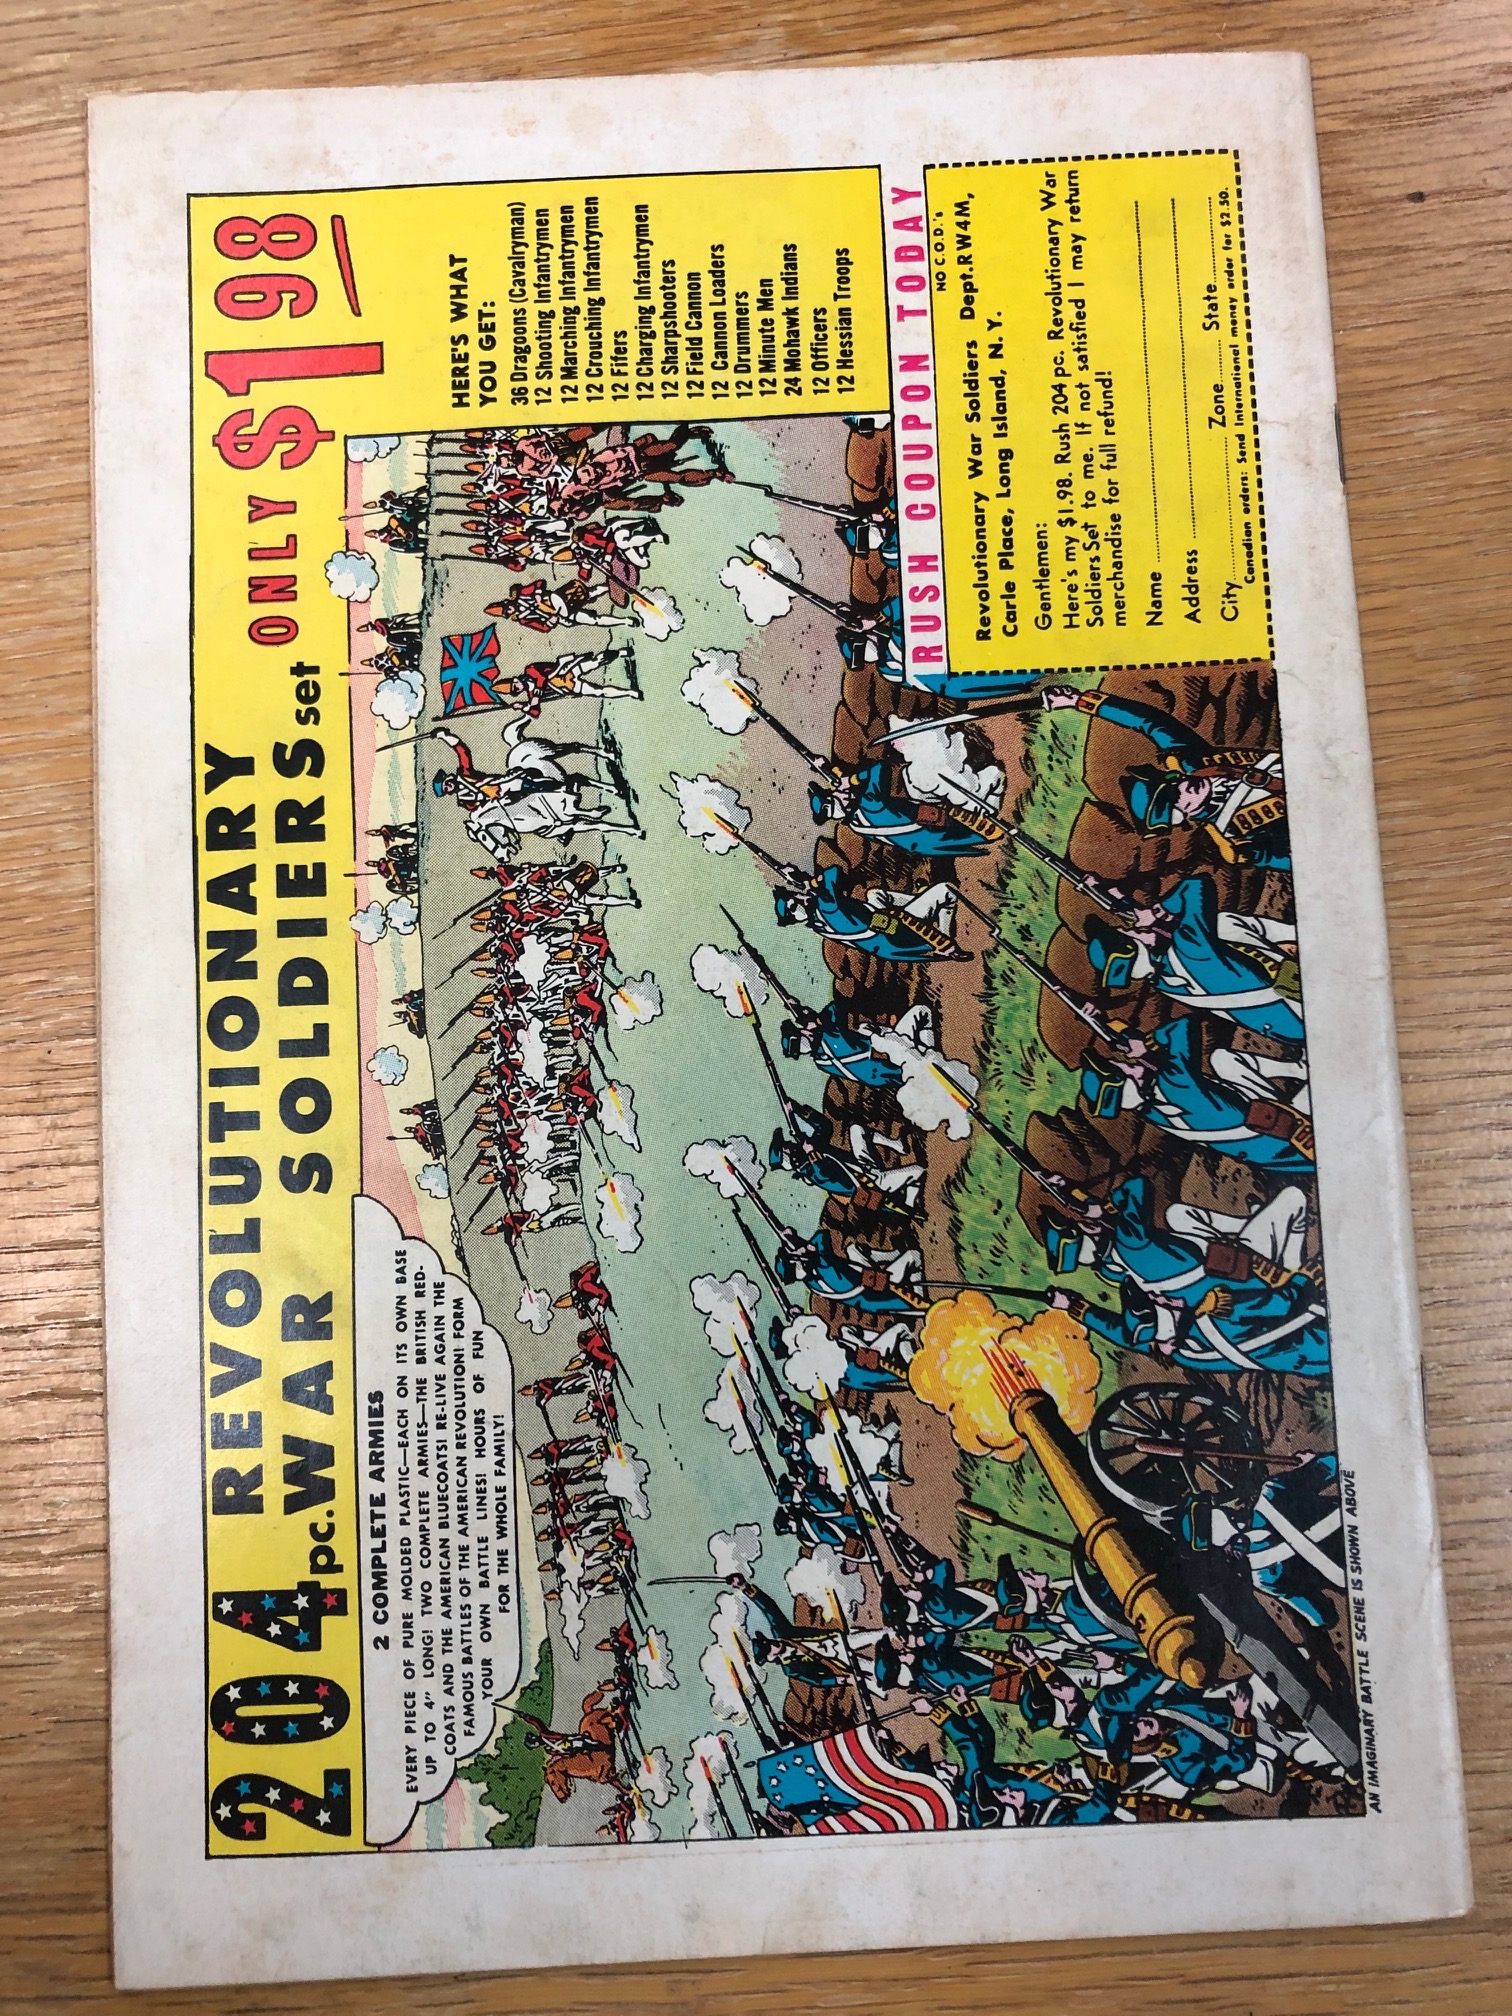 204 REVOLUTIONARY
pc. WAR SOLDIERS set ONLY $1 98
2 COMPLETE ARMIES
EVERY PIECE OF PURE MOLDED PLASTIC—EACH ON ITS OWN BASE
UP TO 4" LONG! TWO COMPLETE ARMIES—THE BRITISH RED-
COATS AND THE AMERICAN BLUECOATS! RE-LIVE AGAIN THE
FAMOUS BATTLES OF THE AMERICAN REVOLUTION! FORM
YOUR OWN BATTLE LINES! HOURS OF FUN
FOR THE WHOLE FAMILY!
HERE'S WHAT
YOU GET:
36 Dragoons (Cavalryman)
12 Shooting Infantrymen
12 Marching Infantrymen
12 Crouching Infantrymen
12 Fifers
12 Charging Infantrymen
12 Sharpshooters
12 Field Cannon
12 Cannon Loaders
12 Drummers
12 Minute Men
24 Mohawk Indians
12 Officers
12 Hessian Troops
RUSH COUPON TODAY
NO C.O.D.'s
Revolutionary War Soldiers Dept.RW4M,
Carle Place, Long Island, N. Y.
Gentlemen:
Here's my $1.98. Rush 204 pc. Revolutionary War
Soldiers Set to me. If not satisfied I may return
merchandise for full refund!
Name
Address
City Zone State
Canadian orders: Send International money order for $2.50.
AN IMAGINARY BATTLE SCENE IS SHOWN ABOVE